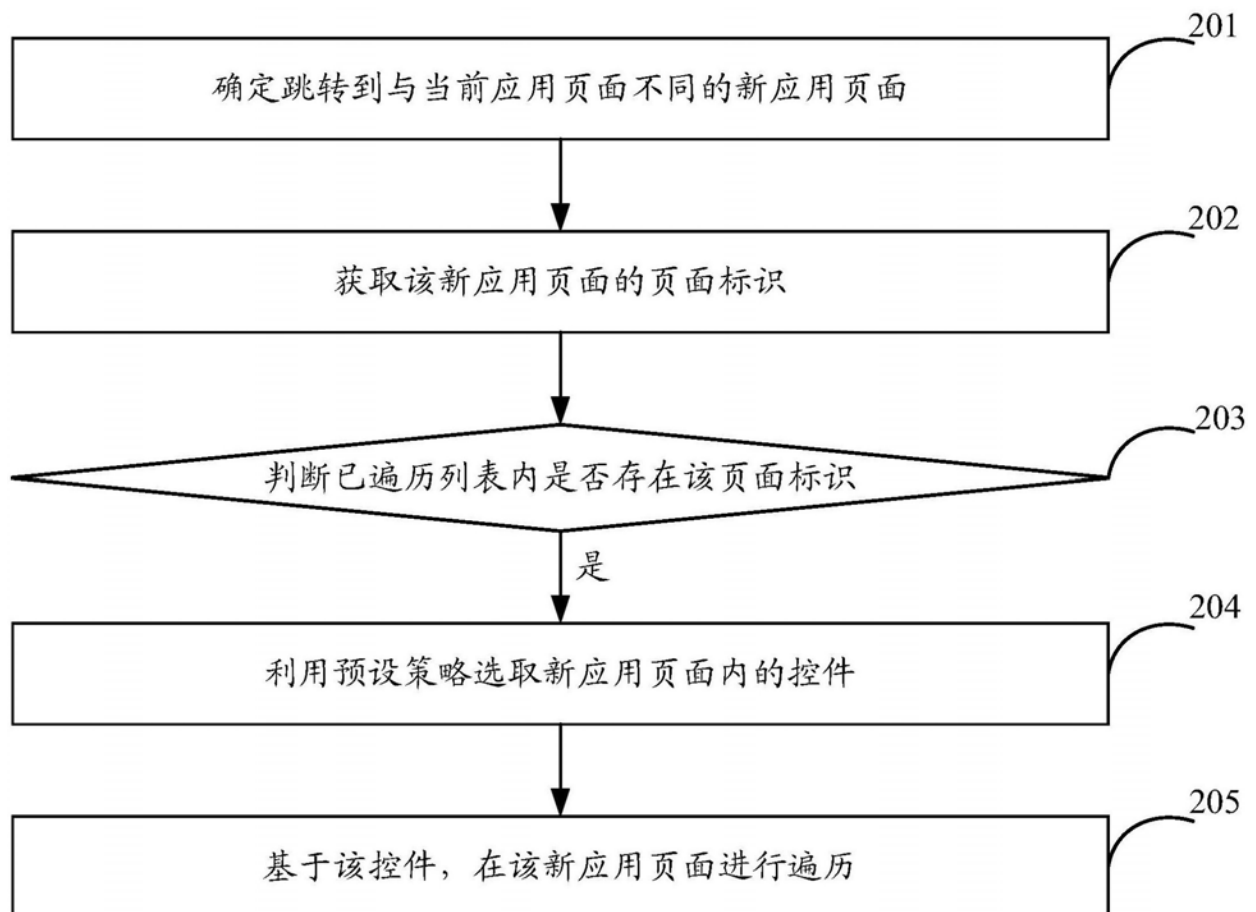 201
确定跳转到与当前应用页面不同的新应用页面
202
获取该新应用页面的页面标识
203
判断已遍历列表内是否存在该页面标识
是
204
利用预设策略选取新应用页面内的控件
205
基于该控件，在该新应用页面进行遍历